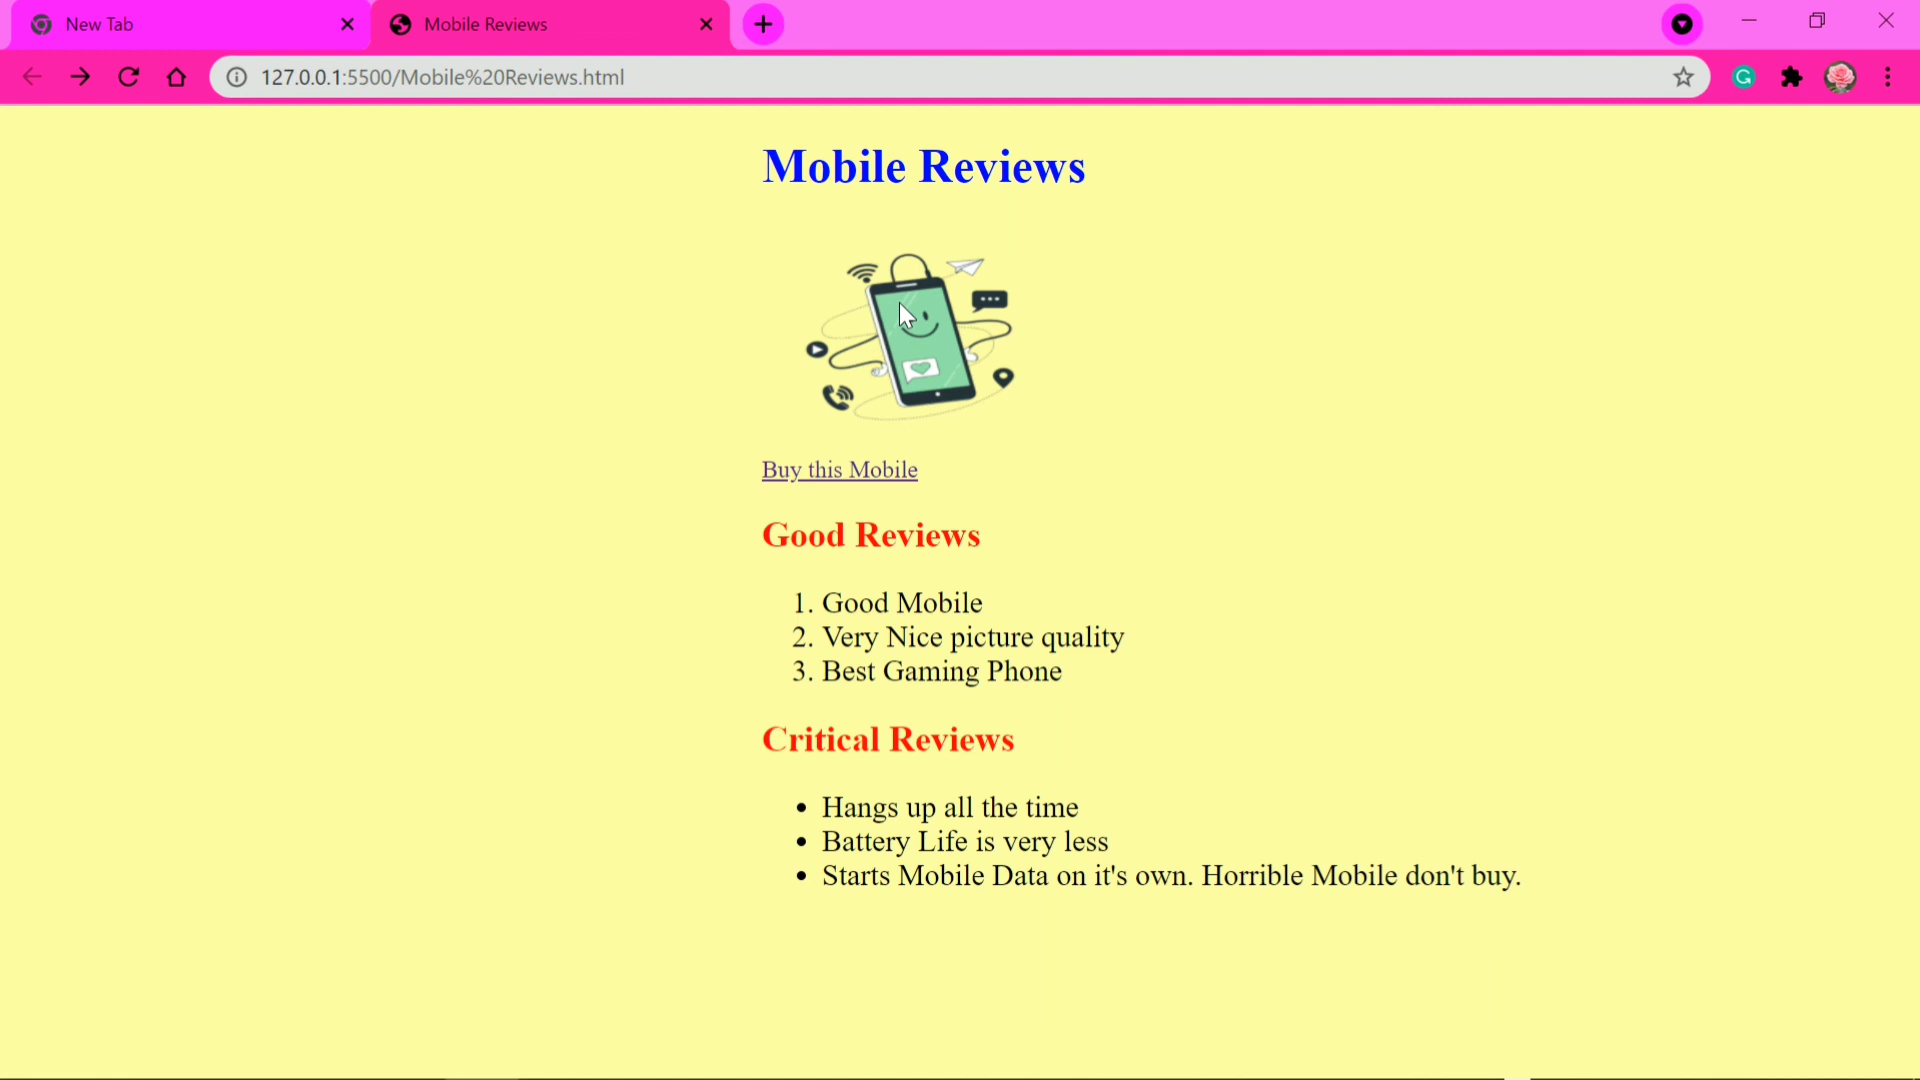 New Tab
Mobile Reviews
127.0.0.1:5500/Mobile%20Reviews.html
Mobile Reviews
Buy this Mobile
Good Reviews
1. Good Mobile
2. Very Nice picture quality
3. Best Gaming Phone
Critical Reviews
• Hangs up all the time
• Battery Life is very less
• Starts Mobile Data on it's own. Horrible Mobile don't buy.